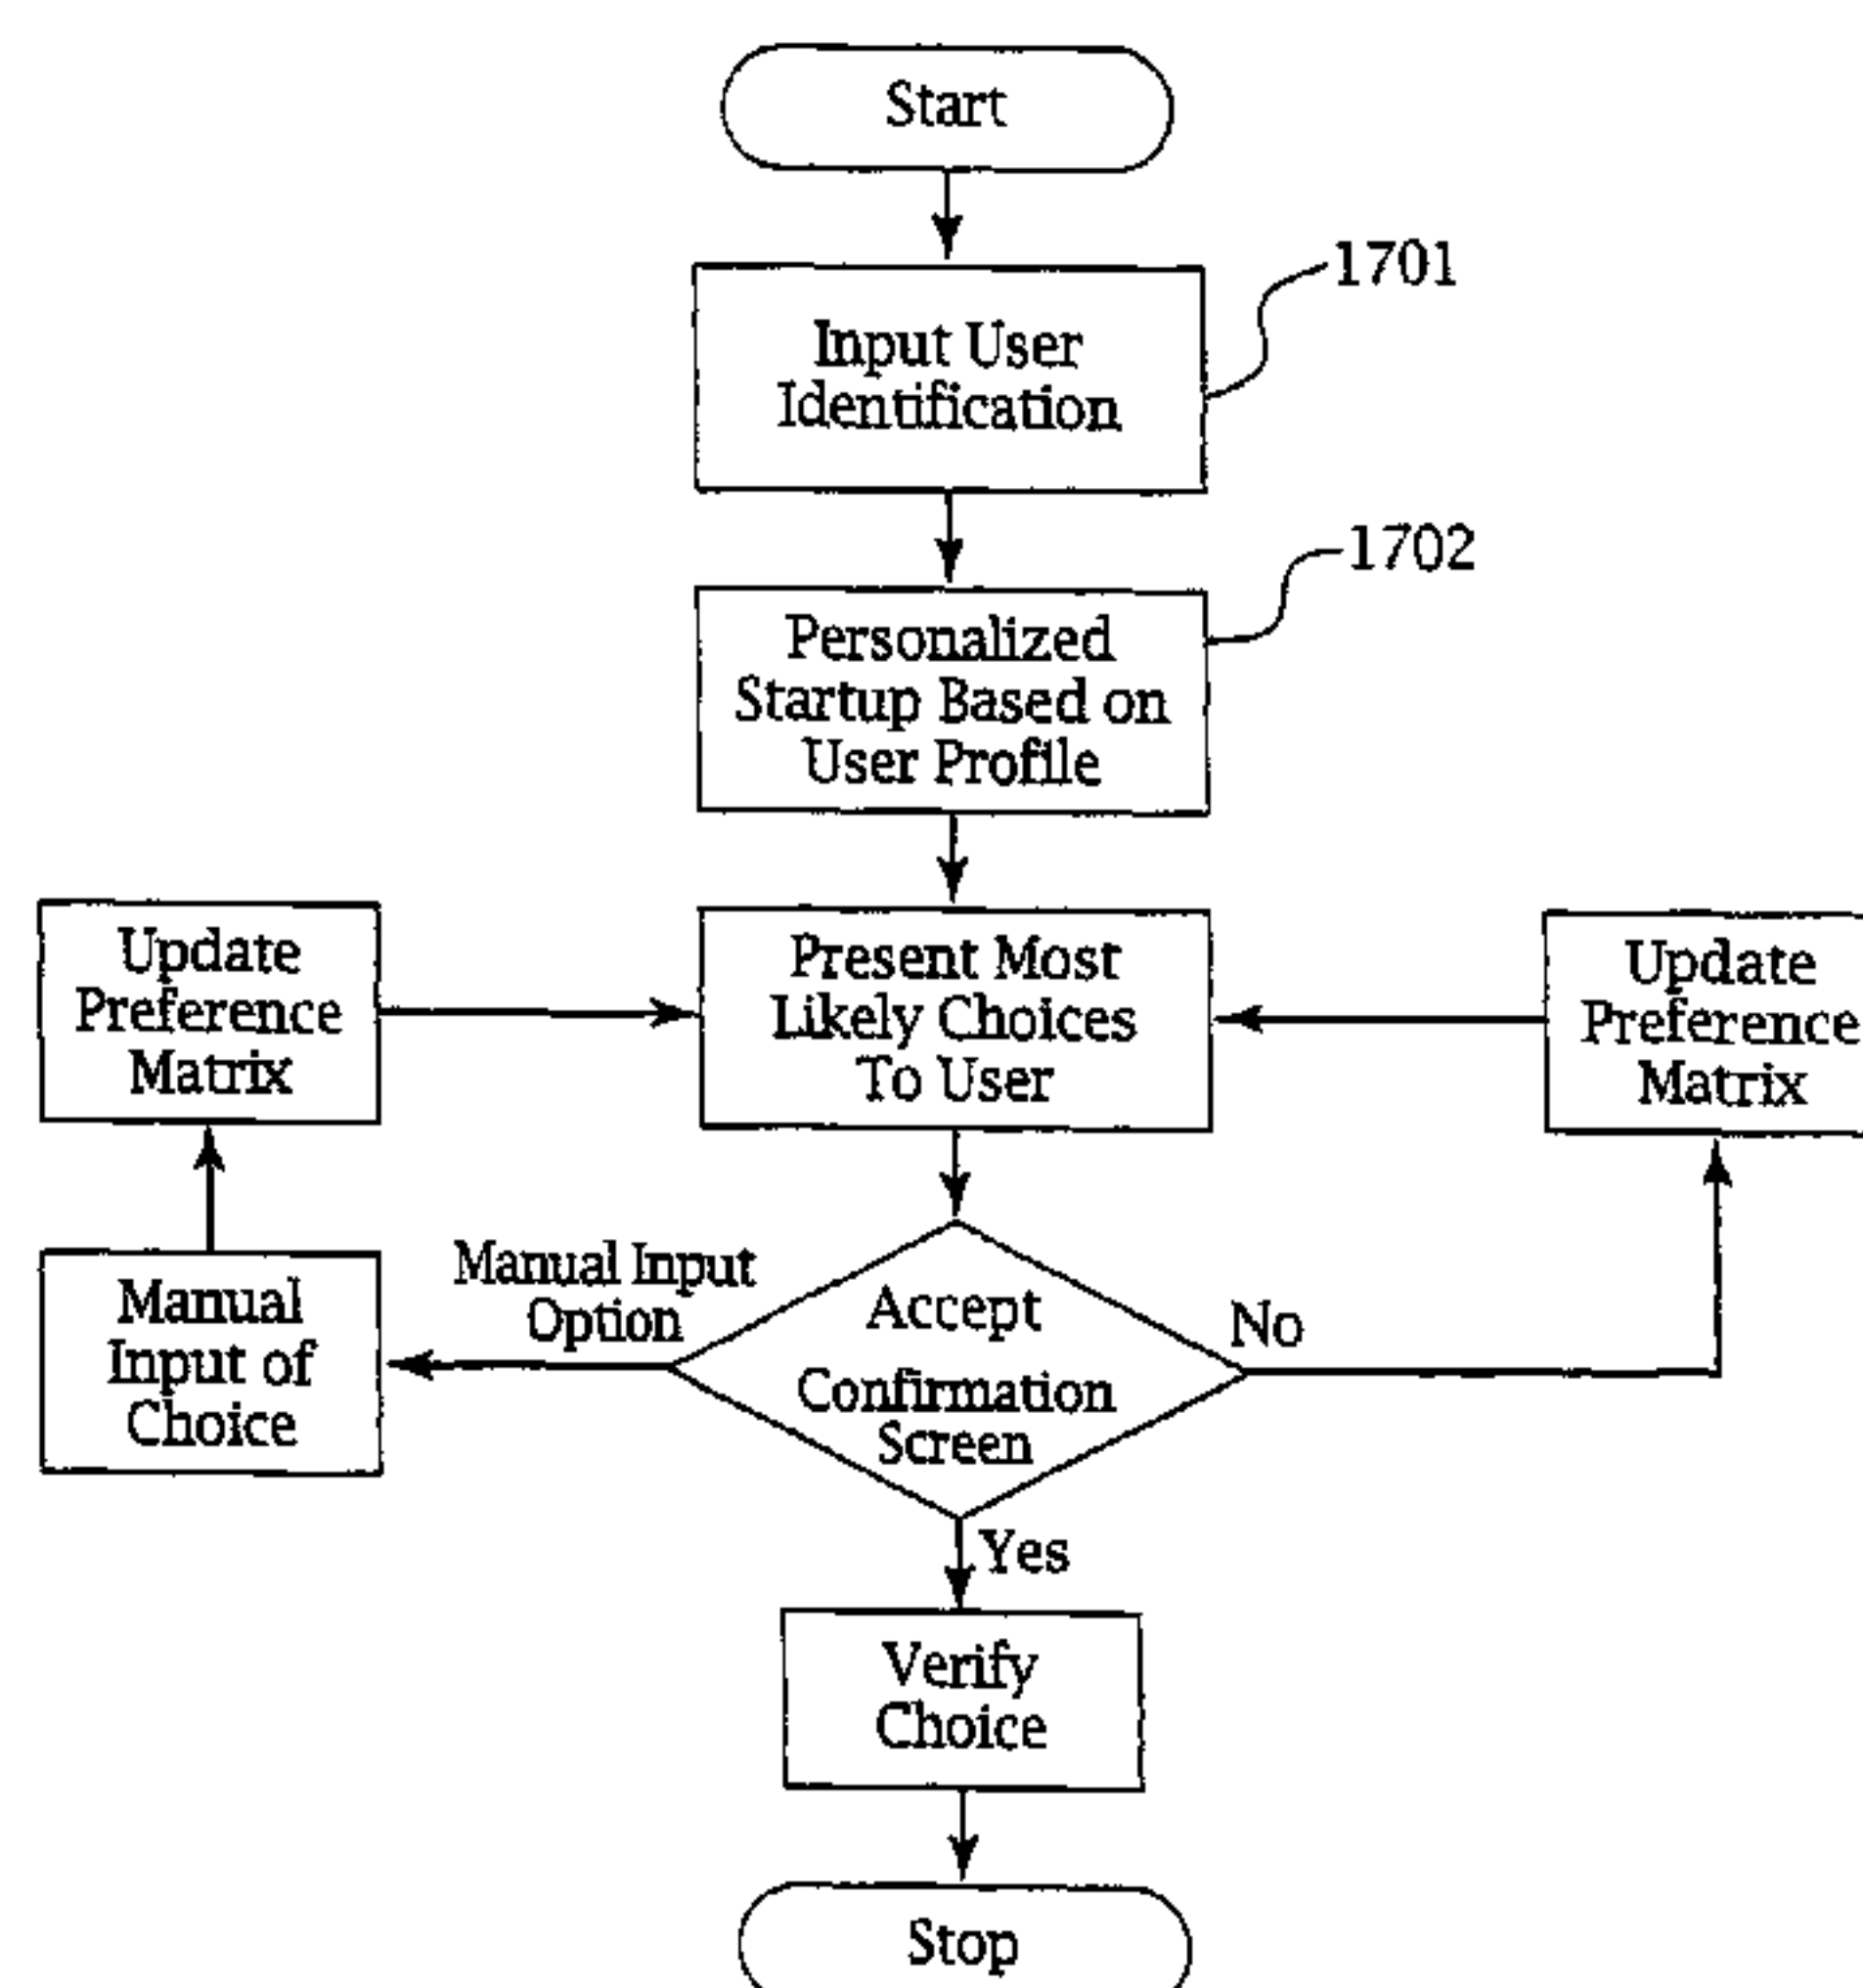 Start
1701
Input User
Identification
1702
Personalized
Startup Based on
User Profile
Update
Preference
Matrix
Present Most
Likely Choices
To User
Update
Preference
Matrix
Manual
Input of
Choice
Manual Input
Option
Accept
Confirmation
Screen
No
Yes
Verify
Choice
Stop